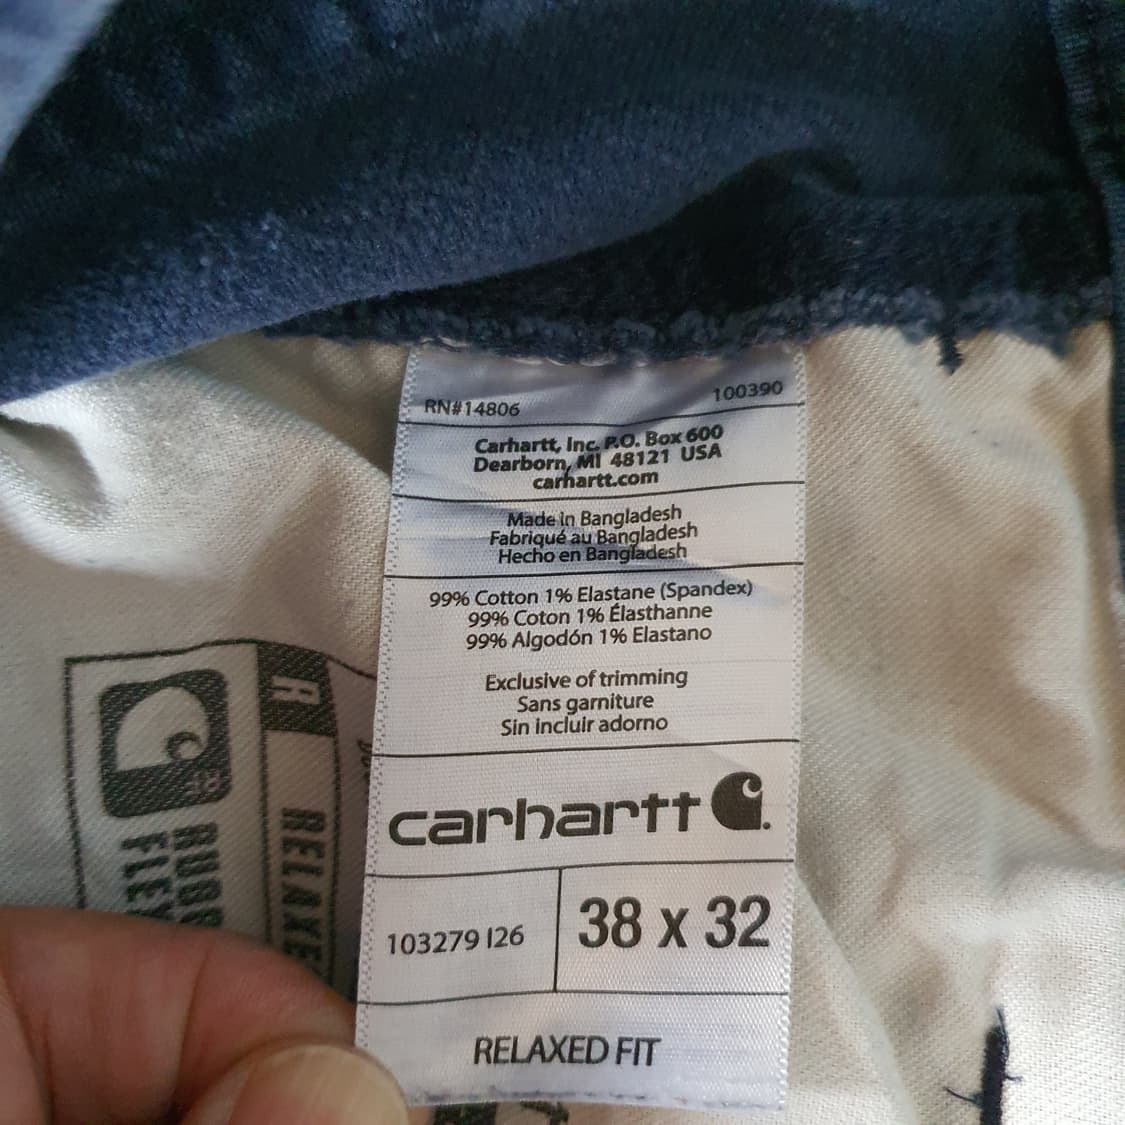 RN#14806 100390
Carhartt, Inc. P.O. Box 600
Dearborn, MI 48121 USA
carhartt.com
Made in Bangladesh
Fabriqué au Bangladesh
Hecho en Bangladesh
99% Cotton 1% Elastane (Spandex)
99% Coton 1% Élasthanne
99% Algodón 1% Elastano
Exclusive of trimming
Sans garniture
Sin incluir adorno
carhartt
103279 I26 38 x 32
RELAXED FIT
R